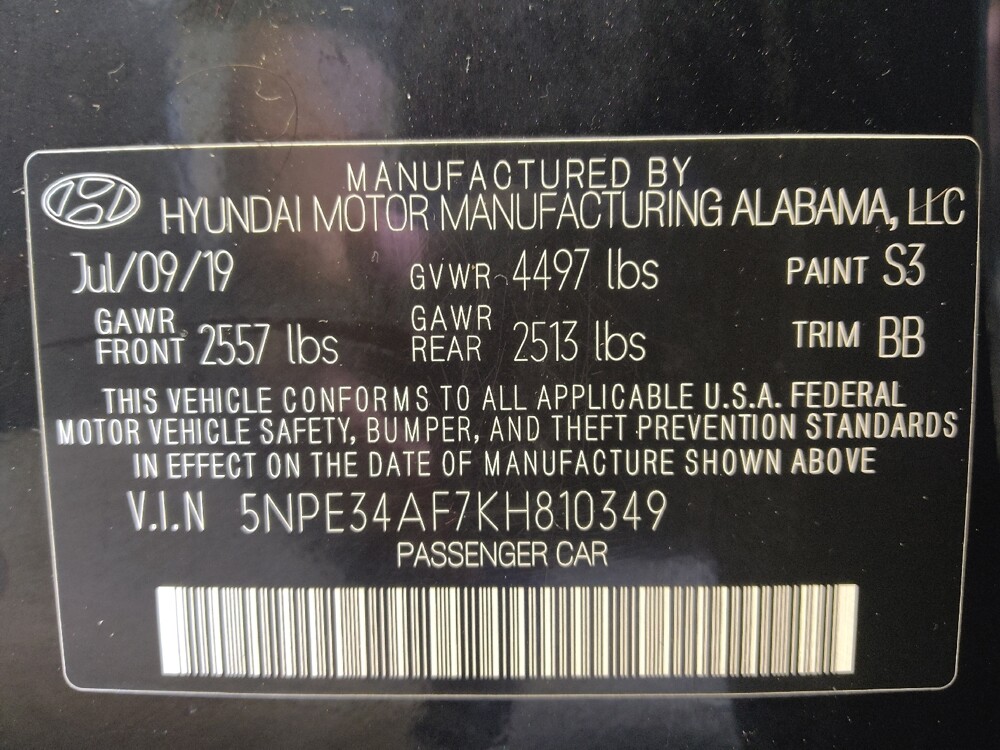 MANUFACTURED BY
HYUNDAI MOTOR MANUFACTURING ALABAMA, LLC
Jul/09/19 GVWR 4497 lbs PAINT S3
GAWR FRONT 2557 lbs GAWR REAR 2513 lbs TRIM BB
THIS VEHICLE CONFORMS TO ALL APPLICABLE U.S.A. FEDERAL
MOTOR VEHICLE SAFETY, BUMPER, AND THEFT PREVENTION STANDARDS
IN EFFECT ON THE DATE OF MANUFACTURE SHOWN ABOVE
V.I.N 5NPE34AF7KH810349
PASSENGER CAR